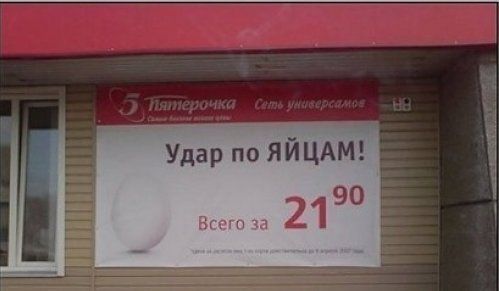 5 Пятерочка Сеть универсамов
Удар по ЯЙЦАМ!
Всего за 21 90